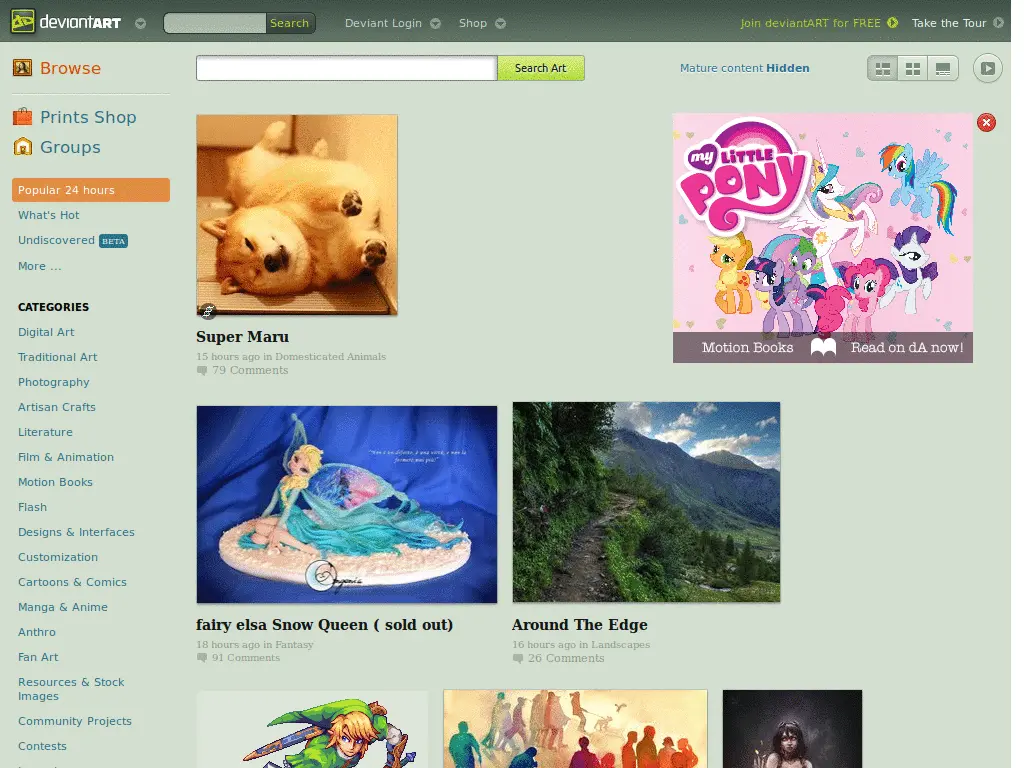 deviantART
Search
Deviant Login
Shop
Join deviantART for FREE
Take the Tour
Browse
Search Art
Mature content Hidden
Prints Shop
Groups
Popular 24 hours
What's Hot
Undiscovered BETA
More ...
CATEGORIES
Digital Art
Traditional Art
Photography
Artisan Crafts
Literature
Film & Animation
Motion Books
Flash
Designs & Interfaces
Customization
Cartoons & Comics
Manga & Anime
Anthro
Fan Art
Resources & Stock
Images
Community Projects
Contests
Super Maru
15 hours ago in Domesticated Animals
79 Comments
my LITTLE
PONY
Motion Books
Read on dA now!
fairy elsa Snow Queen ( sold out)
18 hours ago in Fantasy
91 Comments
Around The Edge
16 hours ago in Landscapes
26 Comments